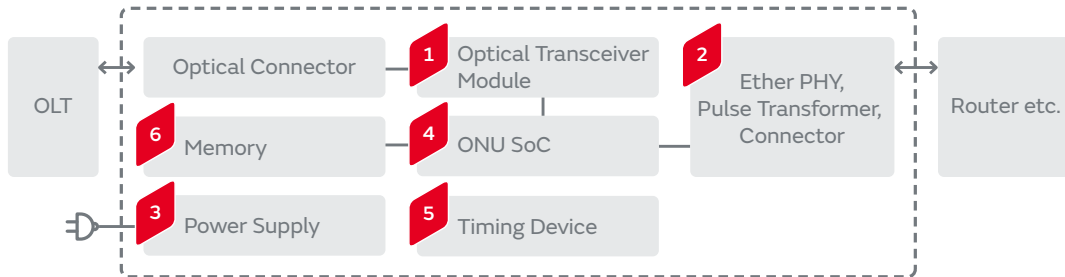 OLT
Optical Connector
1
Optical Transceiver
Module
2
Ether PHY,
Pulse Transformer,
Connector
Router etc.
6
Memory
4
ONU SoC
3
Power Supply
5
Timing Device